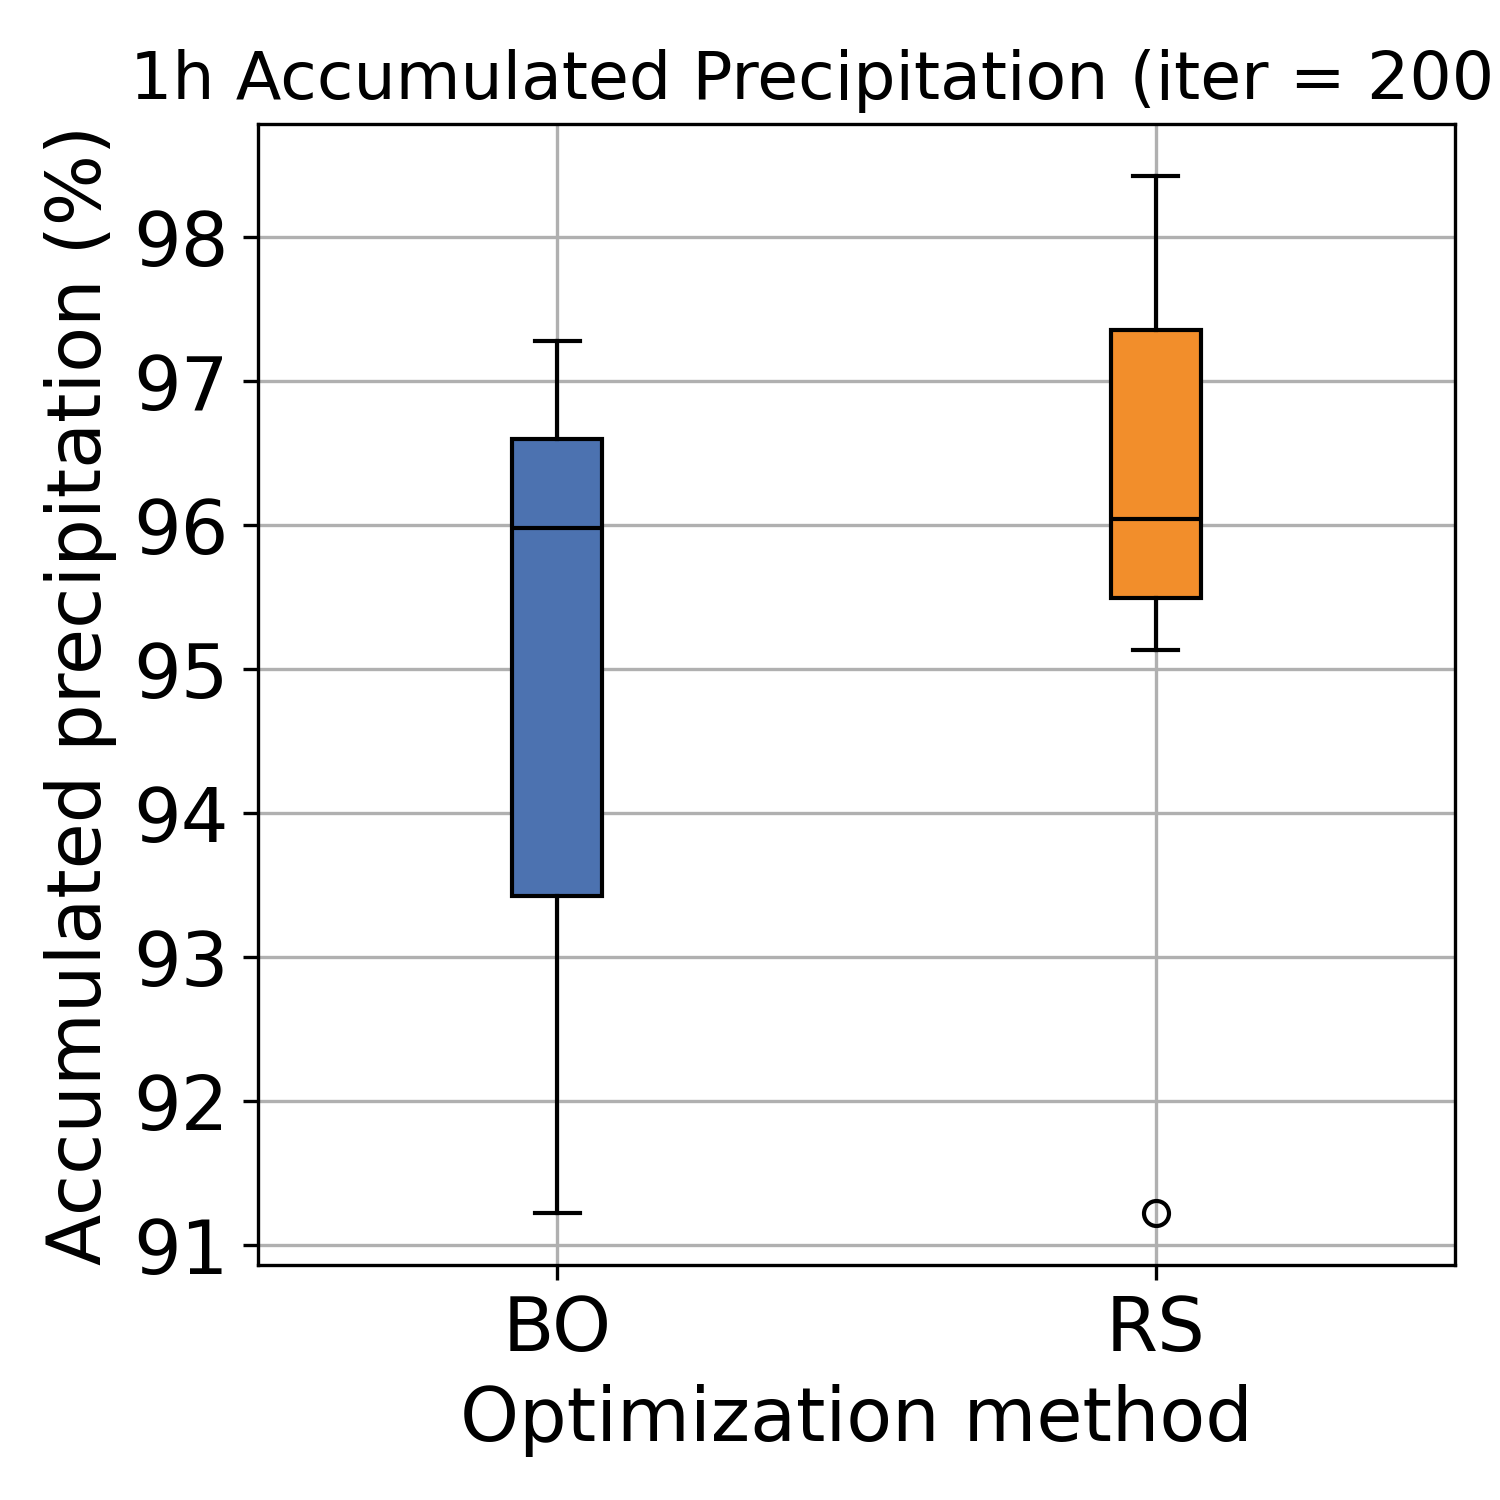 1h Accumulated Precipitation (iter = 200
Accumulated precipitation (%)
98
97
96
95
94
93
92
91
BO RS
Optimization method